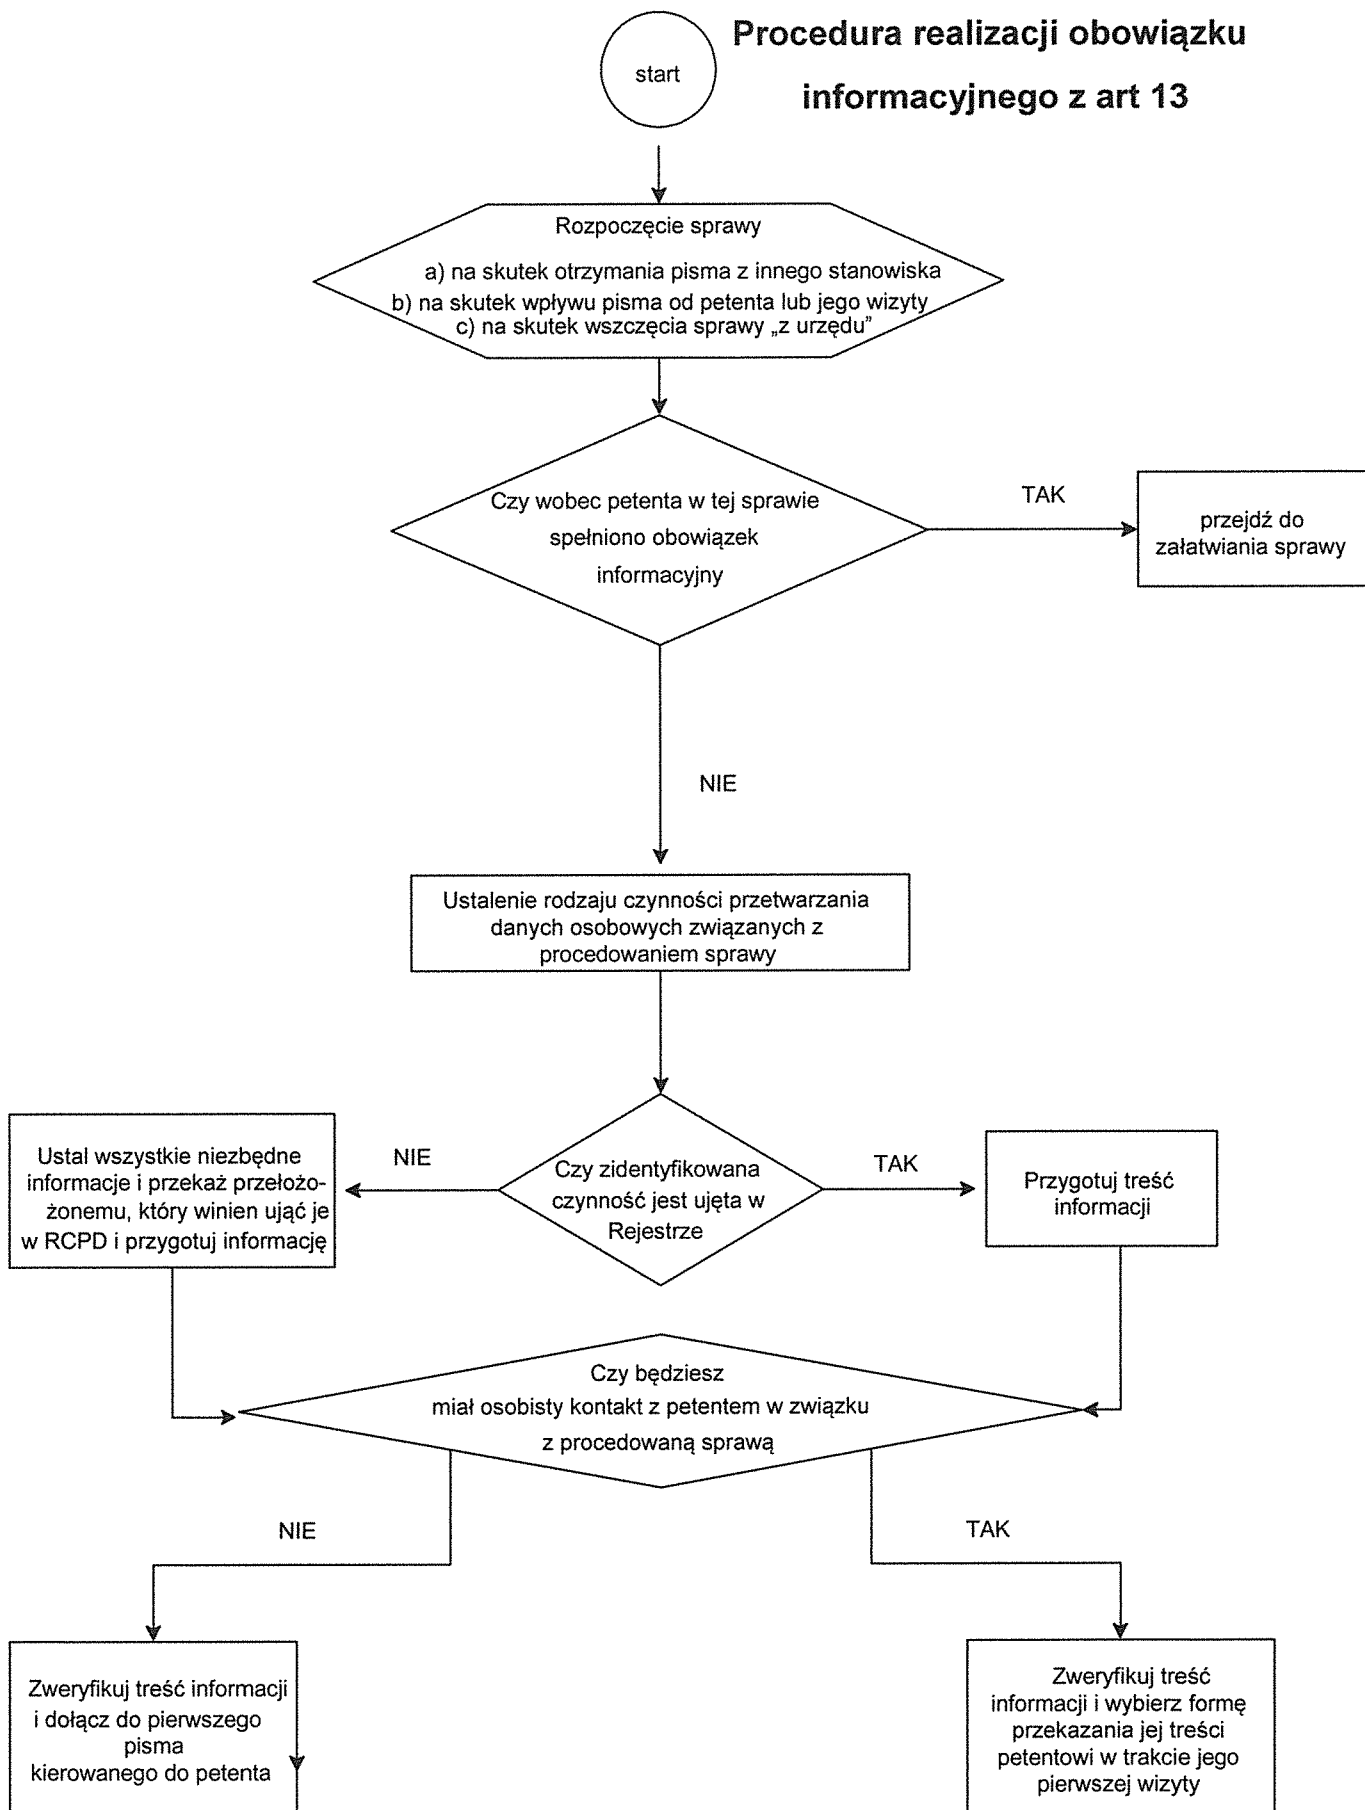 Procedura realizacji obowiązku
informacyjnego z art 13
start
Rozpoczęcie sprawy
a) na skutek otrzymania pisma z innego stanowiska
b) na skutek wpływu pisma od petenta lub jego wizyty
c) na skutek wszczęcia sprawy „z urzędu”
Czy wobec petenta w tej sprawie
spełniono obowiązek
informacyjny
TAK
przejdź do
załatwiania sprawy
NIE
Ustalenie rodzaju czynności przetwarzania
danych osobowych związanych z
procedowaniem sprawy
Ustal wszystkie niezbędne
informacje i przekaż przełożo-
żonemu, który winien ująć je
w RCPD i przygotuj informację
NIE
Czy zidentyfikowana
czynność jest ujęta w
Rejestrze
TAK
Przygotuj treść
informacji
Czy będziesz
miał osobisty kontakt z petentem w związku
z procedowaną sprawą
NIE
TAK
Zweryfikuj treść informacji
i dołącz do pierwszego
pisma
kierowanego do petenta
Zweryfikuj treść
informacji i wybierz formę
przekazania jej treści
petentowi w trakcie jego
pierwszej wizyty